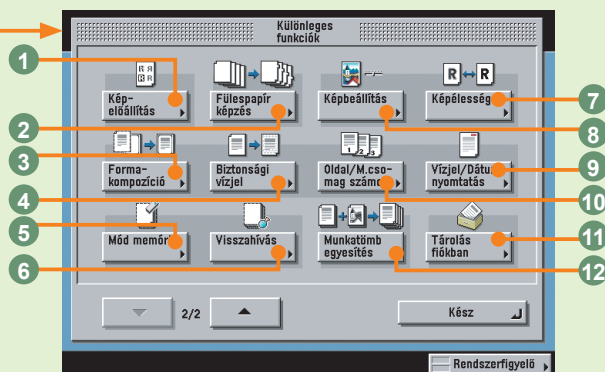 Különleges
funkciók
1
Kép-
előállítás
2
Fülespapír
képzés
8
Képbeállítás
7
Képélesség
3
Forma-
kompozíció
4
Biztonsági
vízjel
10
Oldal/M.cso-
mag számo
9
Vízjel/Dátu
nyomtatás
5
Mód memóri
6
Visszahívás
12
Munkatömb
egyesítés
11
Tárolás
fiókban
2/2
Kész
Rendszerfigyelő